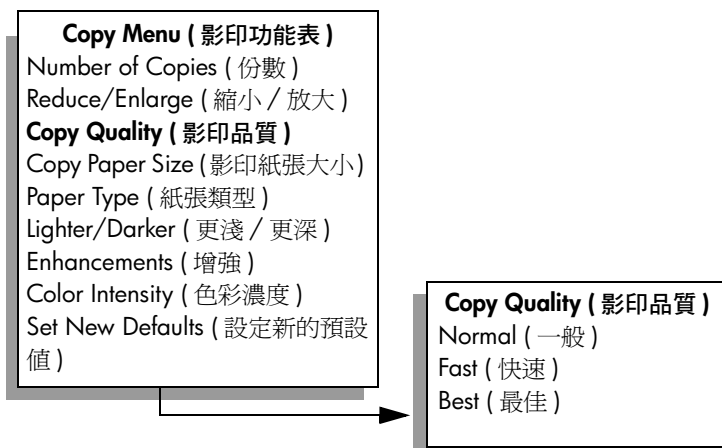 Copy Menu ( 影印功能表 )
Number of Copies ( 份數 )
Reduce/Enlarge ( 縮小 / 放大 )
Copy Quality ( 影印品質 )
Copy Paper Size ( 影印紙張大小 )
Paper Type ( 紙張類型 )
Lighter/Darker ( 更淺 / 更深 )
Enhancements ( 增強 )
Color Intensity ( 色彩濃度 )
Set New Defaults ( 設定新的預設
值 )
Copy Quality ( 影印品質 )
Normal ( 一般 )
Fast ( 快速 )
Best ( 最佳 )